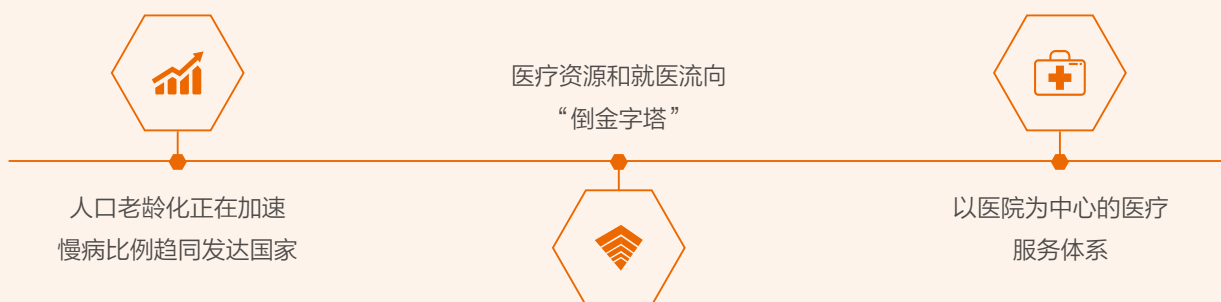 人口老龄化正在加速
慢病比例趋同发达国家
医疗资源和就医流向
“倒金字塔”
以医院为中心的医疗
服务体系